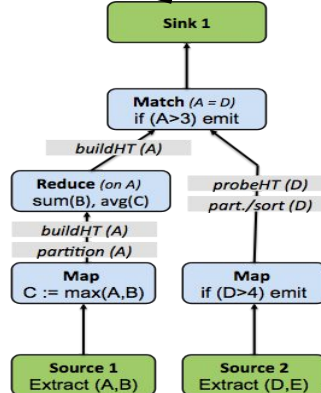 Sink 1
Match (A = D)
if (A>3) emit
buildHT (A)
Reduce (on A)
sum(B), avg(C)
probeHT (D)
part./sort (D)
buildHT (A)
partition (A)
Map
C := max(A,B)
Map
if (D>4) emit
Source 1
Extract (A,B)
Source 2
Extract (D,E)